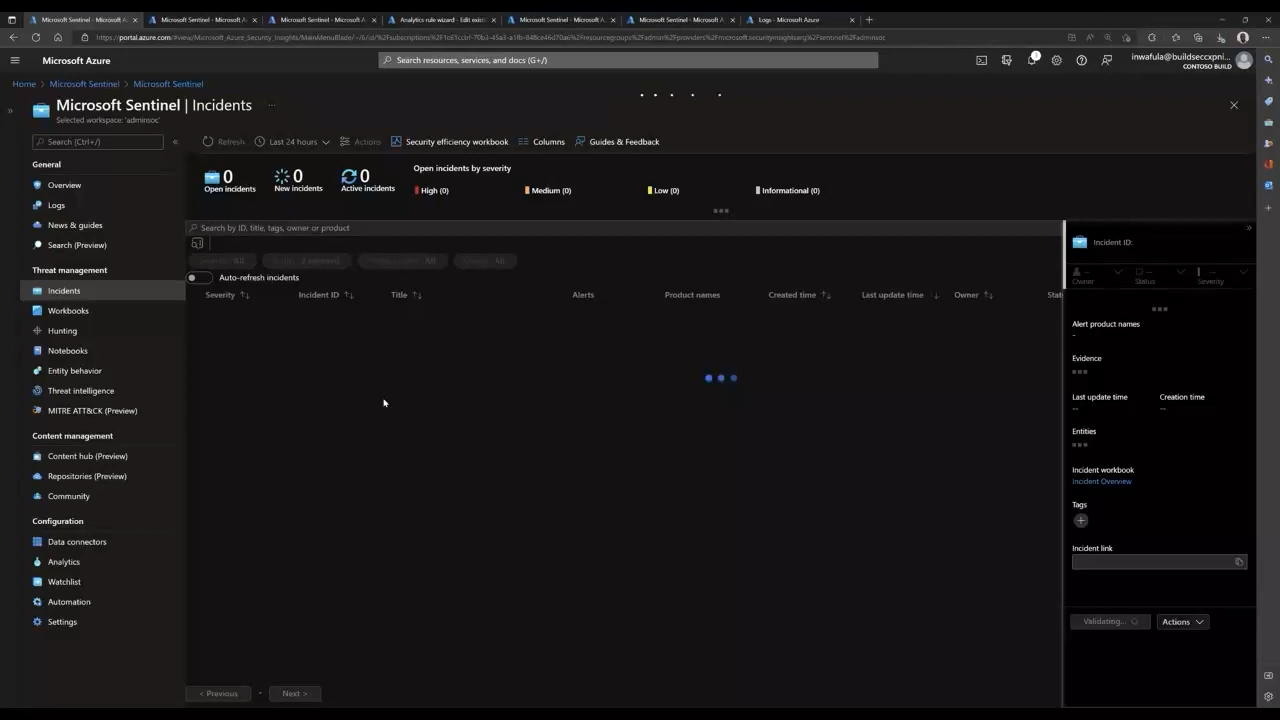 Microsoft Sentinel - Microsoft A
Microsoft Sentinel - Microsoft A
Microsoft Sentinel - Microsoft A
Analytics rule wizard - Edit exist
Microsoft Sentinel - Microsoft A
Microsoft Sentinel - Microsoft A
Logs - Microsoft Azure
Microsoft Azure
Search resources, services, and docs (G+/)
1
inwafula@buildseccxpni...
CONTOSO BUILD
Home > Microsoft Sentinel > Microsoft Sentinel
Microsoft Sentinel | Incidents ...
Selected workspace: 'adminsoc'
Search (Ctrl+/)
Refresh
Last 24 hours
Actions
Security efficiency workbook
Columns
Guides & Feedback
General
Overview
Logs
News & guides
Search (Preview)
Threat management
Incidents
Workbooks
Hunting
Notebooks
Entity behavior
Threat intelligence
MITRE ATT&CK (Preview)
Content management
Content hub (Preview)
Repositories (Preview)
Community
Configuration
Data connectors
Analytics
Watchlist
Automation
Settings
0
Open incidents
0
New incidents
0
Active incidents
Open incidents by severity
High (0)
Medium (0)
Low (0)
Informational (0)
Search by ID, title, tags, owner or product
Auto-refresh incidents
Severity
Incident ID
Title
Alerts
Product names
Created time
Last update time
Owner
Stat
< Previous
Next >
Incident ID:
--
Owner
--
Status
--
Severity
Alert product names
-
Evidence
Last update time
--
Creation time
--
Entities
Incident workbook
Incident Overview
Tags
+
Incident link
Validating...
Actions